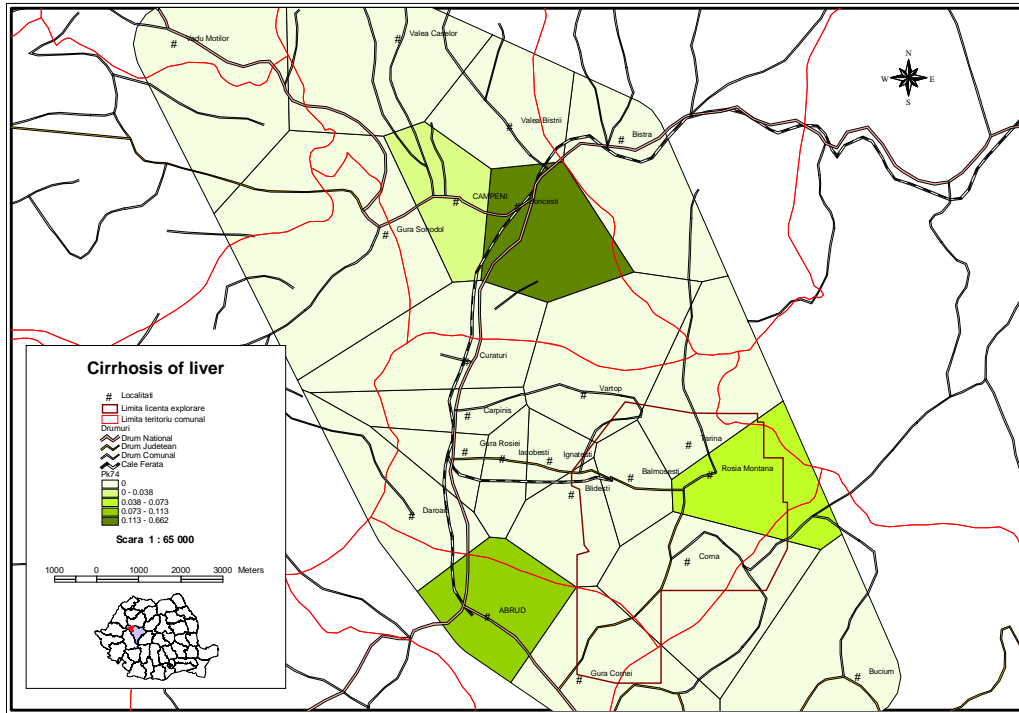 Vadu Motilor
Valea Caselor
N
W
E
S
Valea Bistrii
Bistra
CAMPENI
Boncesti
Gura Sohodol
Curaturi
Vartop
Carpinis
Tarina
Gura Rosiei
Iacobesti
Ignatesti
Balmosesti
Rosia Montana
Blidesti
Daroaia
Corna
ABRUD
Gura Cornei
Bucium
Cirrhosis of liver
# Localitati
Limita licenta explorare
Limita teritoriu comunal
Drumuri
Drum National
Drum Judetean
Drum Comunal
Cale Ferata
Pk74
0
0 - 0.038
0.038 - 0.073
0.073 - 0.113
0.113 - 0.662
Scara 1 : 65 000
1000 0 1000 2000 3000 Meters